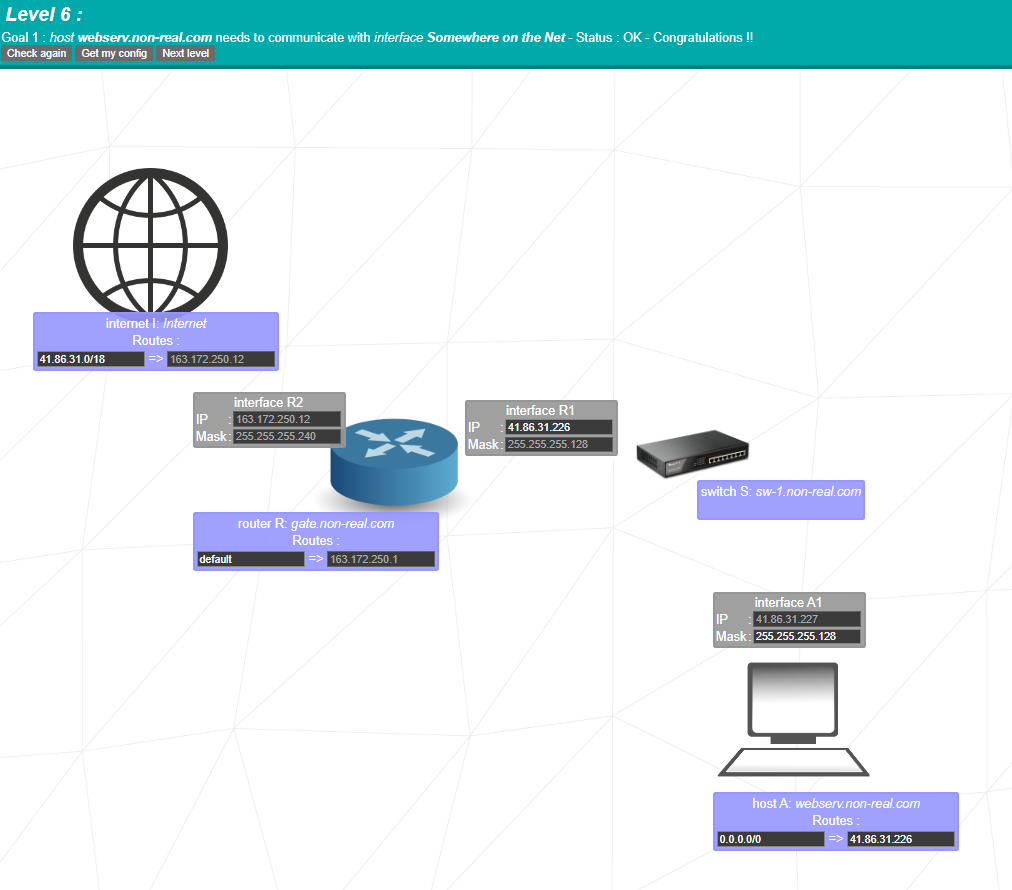 Level 6 :
Goal 1 : host webserv.non-real.com needs to communicate with interface Somewhere on the Net - Status : OK - Congratulations !!
Check again Get my config Next level
internet I: Internet
Routes :
41.86.31.0/18 => 163.172.250.12
interface R2
IP : 163.172.250.12
Mask : 255.255.255.240
interface R1
IP : 41.86.31.226
Mask : 255.255.255.128
switch S: sw-1.non-real.com
router R: gate.non-real.com
Routes :
default => 163.172.250.1
interface A1
IP : 41.86.31.227
Mask : 255.255.255.128
host A: webserv.non-real.com
Routes :
0.0.0.0/0 => 41.86.31.226